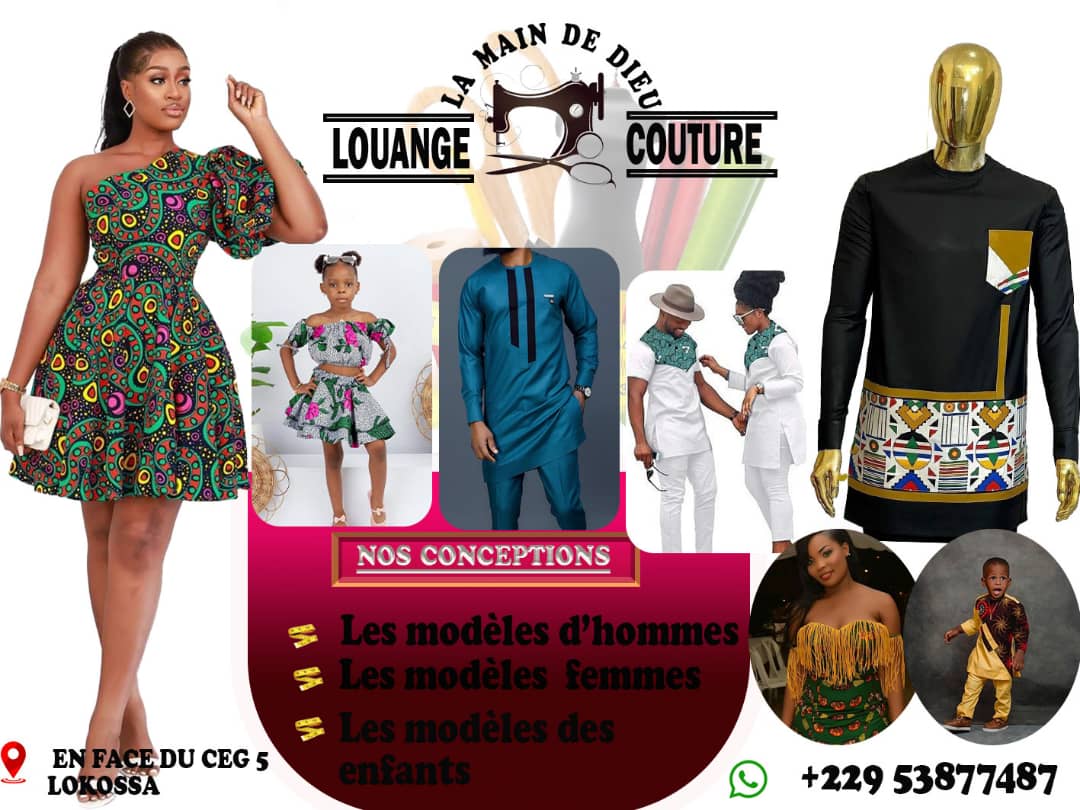 LA MAIN DE DIEU
LOUANGE COUTURE
NOS CONCEPTIONS
Les modèles d'hommes
Les modèles femmes
Les modèles des
enfants
EN FACE DU CEG 5
LOKOSSA
+229 53877487